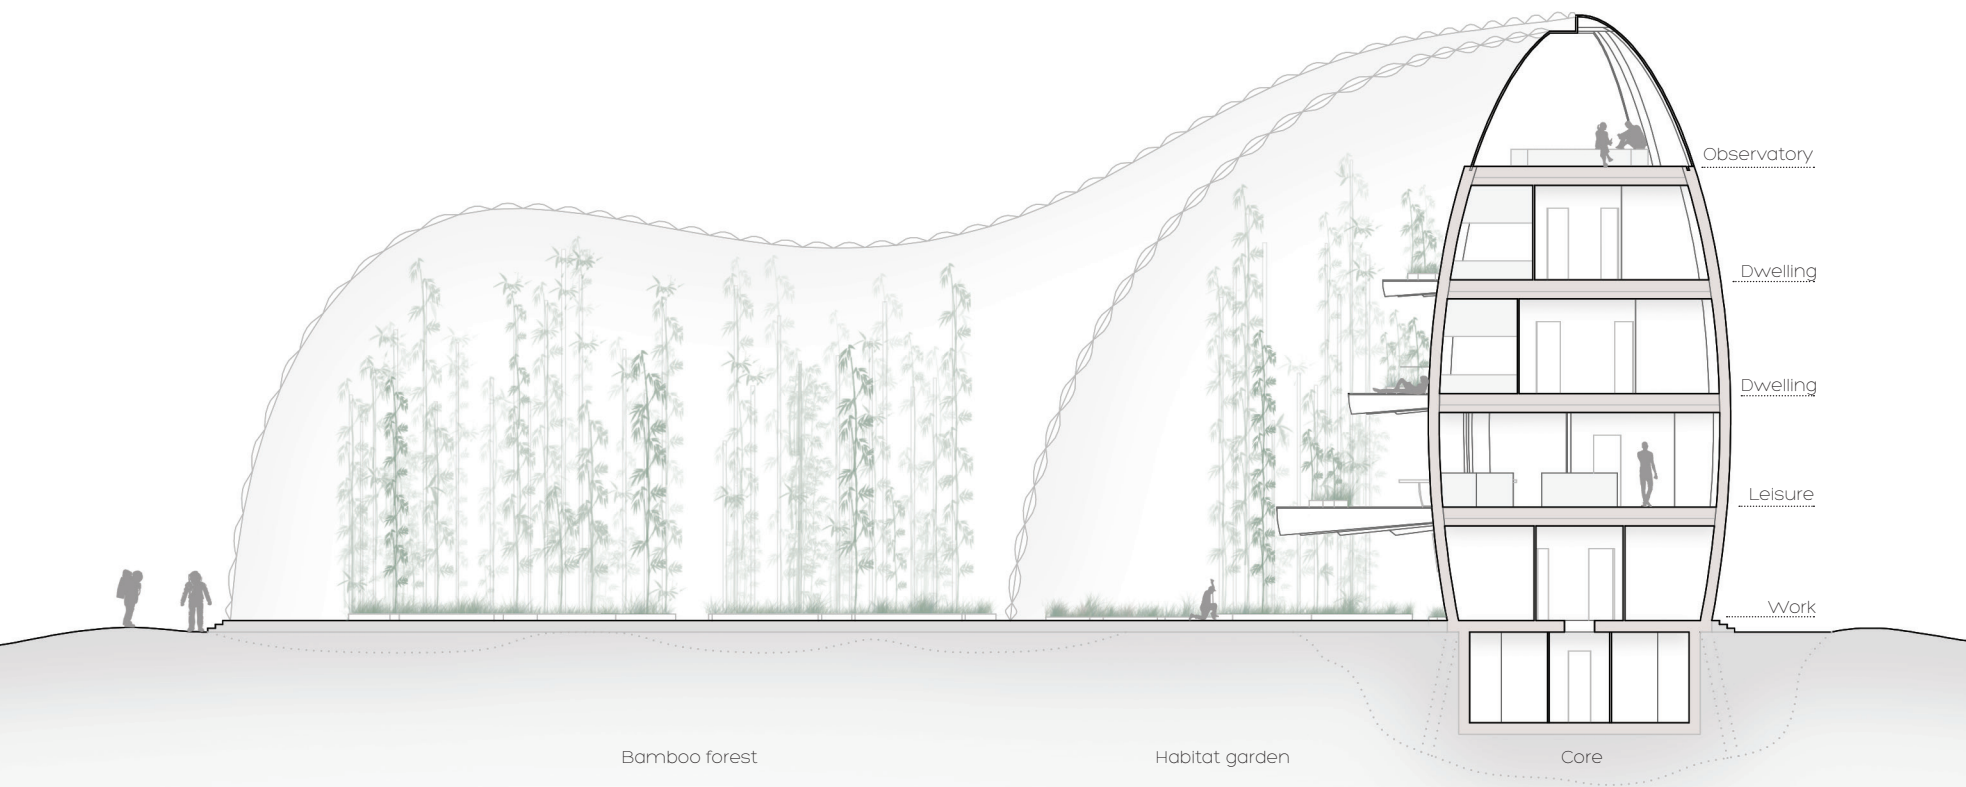 Observatory
Dwelling
Dwelling
Leisure
Work
Bamboo forest
Habitat garden
Core